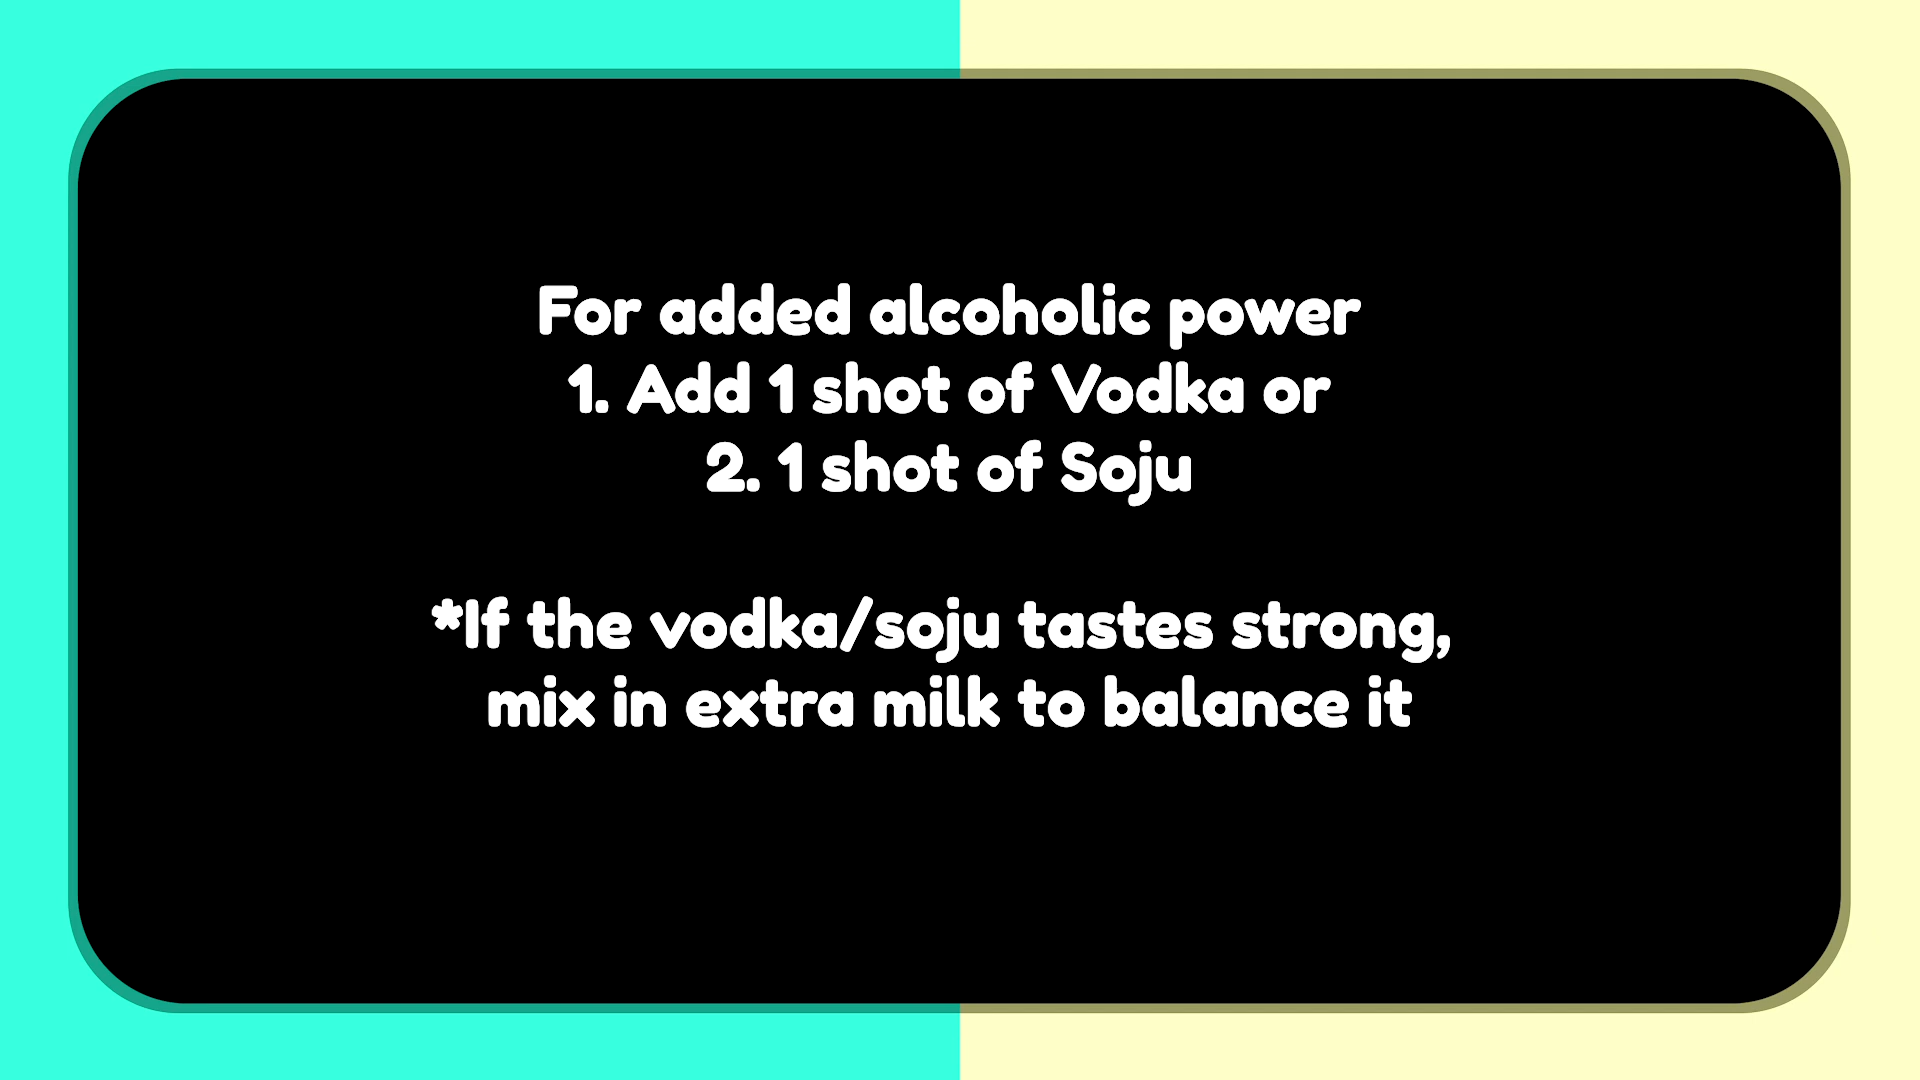 For added alcoholic power
1. Add 1 shot of Vodka or
2. 1 shot of Soju
*If the vodka/soju tastes strong,
mix in extra milk to balance it